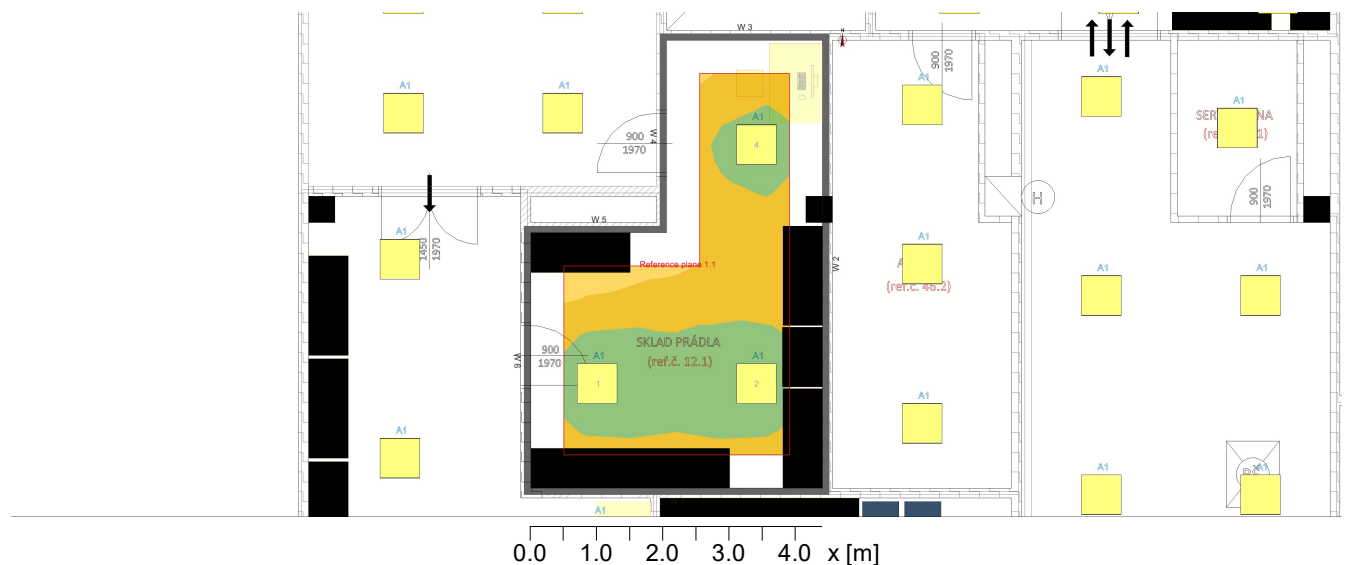 W 3
A1
A1
900
1970
A1
A1
A1
W 4
900
1970
A1
4
SER
NA
(re
1)
H
900
1970
W 5
A1
1450
1970
Reference plane 1.1
W 2
A1
(ref.č. 46.2)
A1
A1
W 6
900
1970
SKLAD PRÁDLA
(ref.č. 12.1)
A1
1
A1
2
A1
A1
A1
A1
A1
0.0 1.0 2.0 3.0 4.0 x [m]